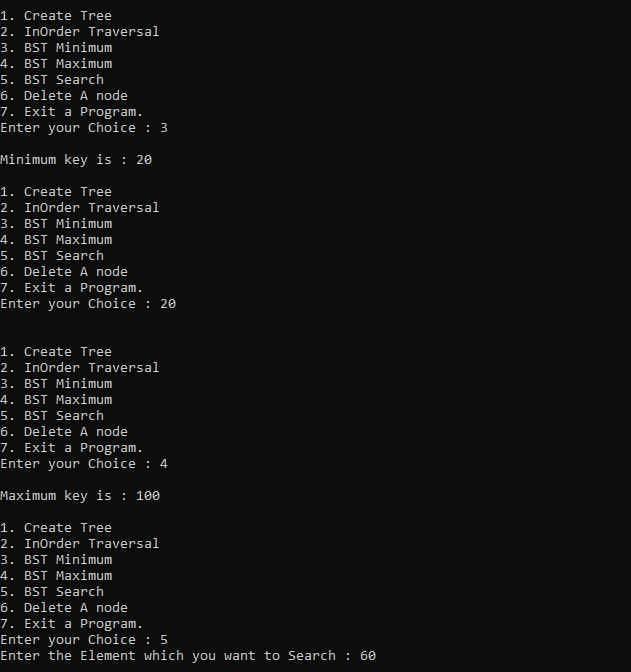 1. Create Tree
2. InOrder Traversal
3. BST Minimum
4. BST Maximum
5. BST Search
6. Delete A node
7. Exit a Program.
Enter your Choice : 3
Minimum key is : 20
1. Create Tree
2. InOrder Traversal
3. BST Minimum
4. BST Maximum
5. BST Search
6. Delete A node
7. Exit a Program.
Enter your Choice : 20
1. Create Tree
2. InOrder Traversal
3. BST Minimum
4. BST Maximum
5. BST Search
6. Delete A node
7. Exit a Program.
Enter your Choice : 4
Maximum key is : 100
1. Create Tree
2. InOrder Traversal
3. BST Minimum
4. BST Maximum
5. BST Search
6. Delete A node
7. Exit a Program.
Enter your Choice : 5
Enter the Element which you want to Search : 60